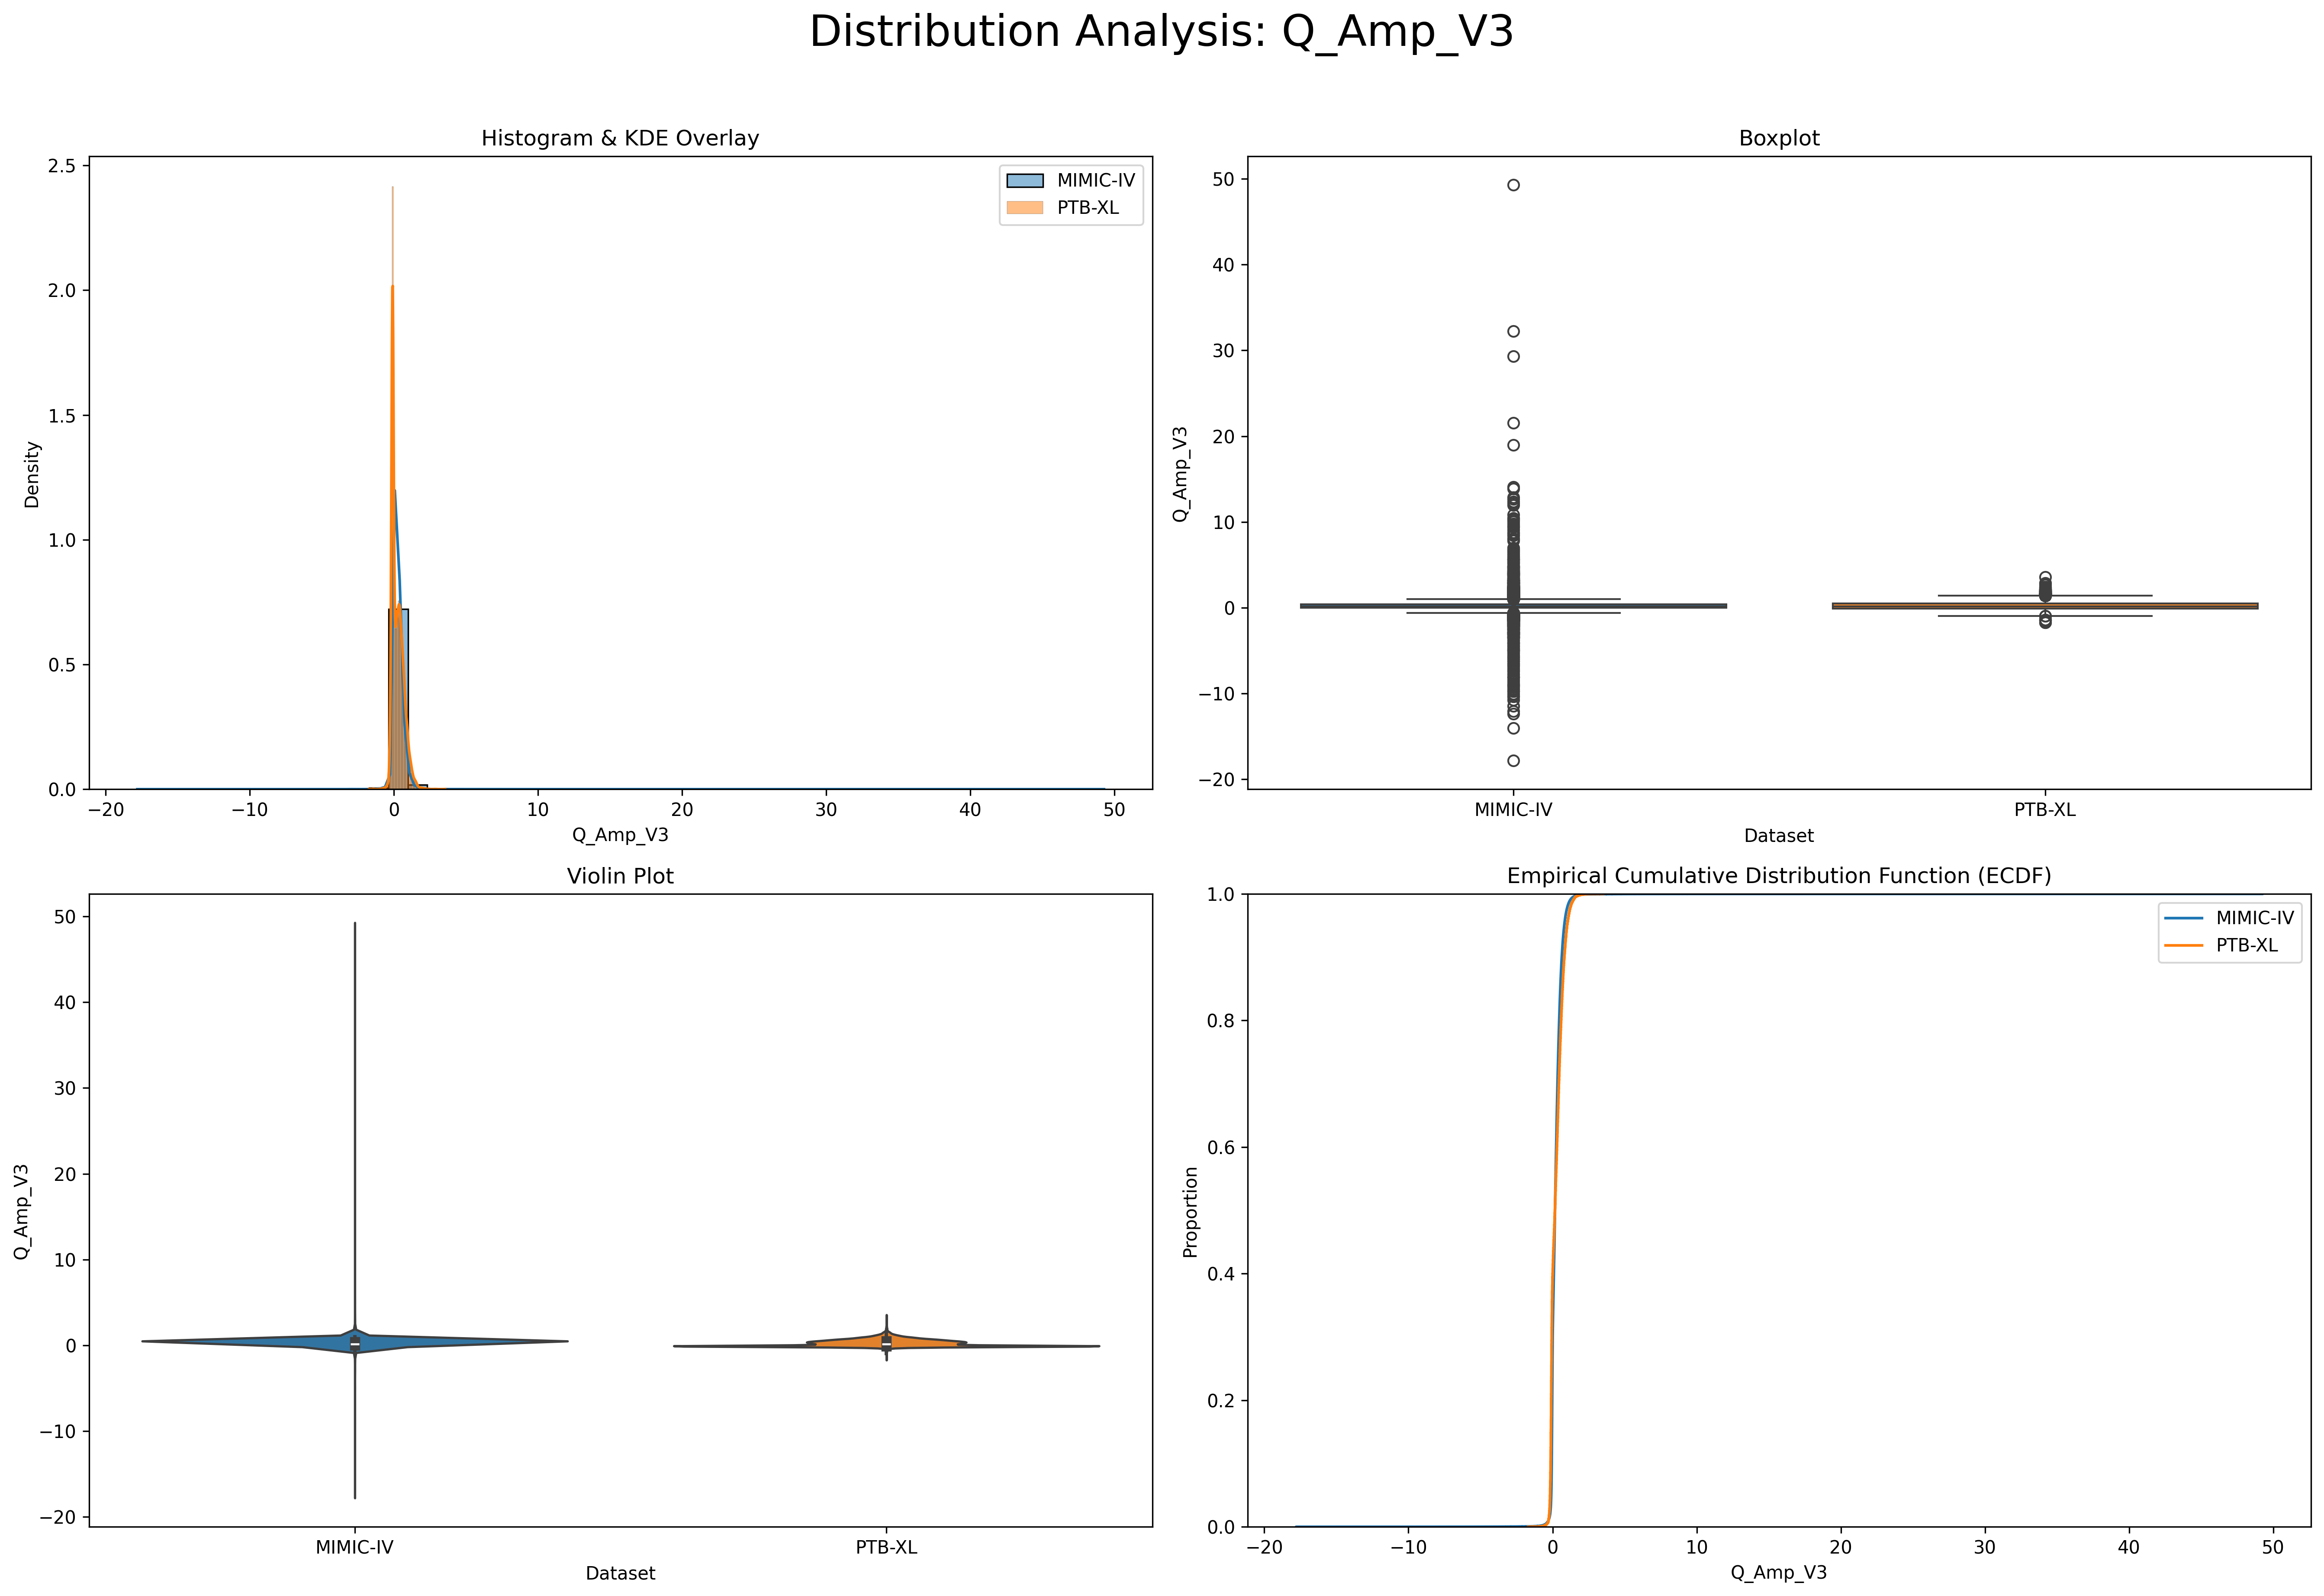 Distribution Analysis: Q_Amp_V3
Histogram & KDE Overlay
MIMIC-IV
PTB-XL
Density
2.5
2.0
1.5
1.0
0.5
0.0
−20 −10 0 10 20 30 40 50
Q_Amp_V3
Boxplot
Q_Amp_V3
50
40
30
20
10
0
−10
−20
MIMIC-IV PTB-XL
Dataset
Violin Plot
Q_Amp_V3
50
40
30
20
10
0
−10
−20
MIMIC-IV PTB-XL
Dataset
Empirical Cumulative Distribution Function (ECDF)
MIMIC-IV
PTB-XL
Proportion
1.0
0.8
0.6
0.4
0.2
0.0
−20 −10 0 10 20 30 40 50
Q_Amp_V3